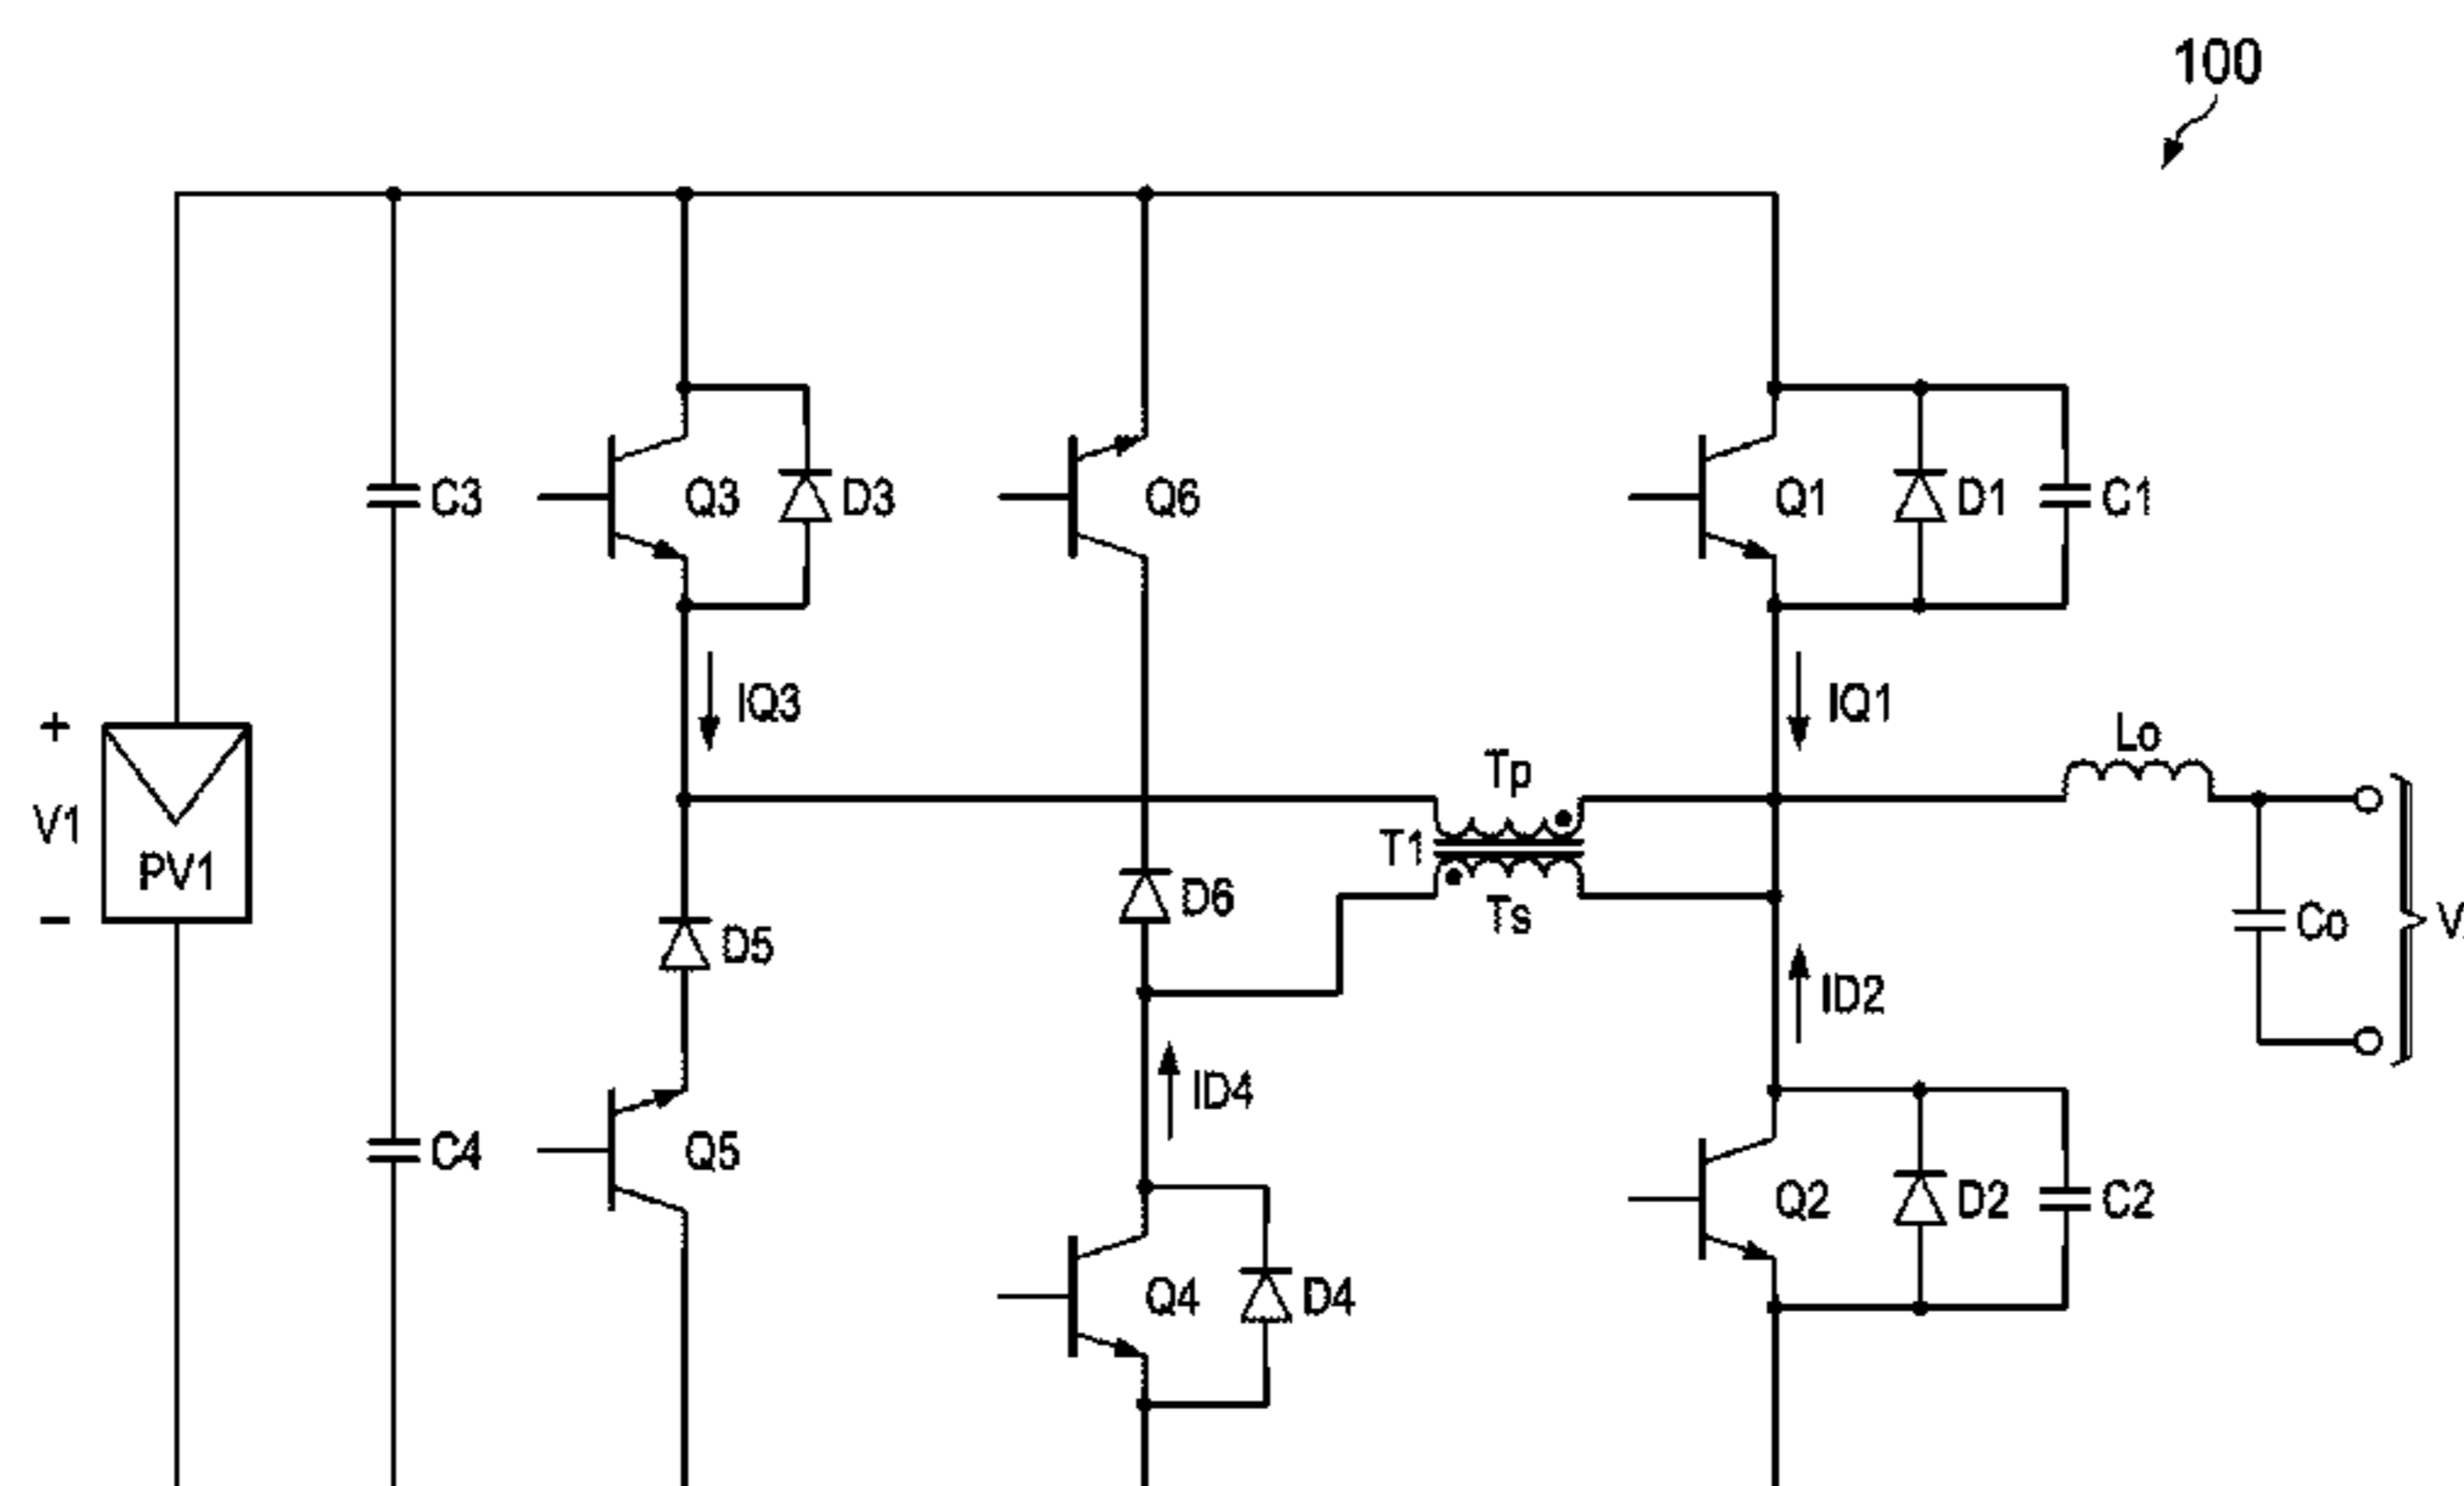 100
C3
Q3
D3
Q6
Q1
D1
C1
IQ3
IQ1
+
V1
PV1
−
Tp
T1
Ts
Lo
D6
D5
Co
ID2
ID4
C4
Q5
Q2
D2
C2
Q4
D4